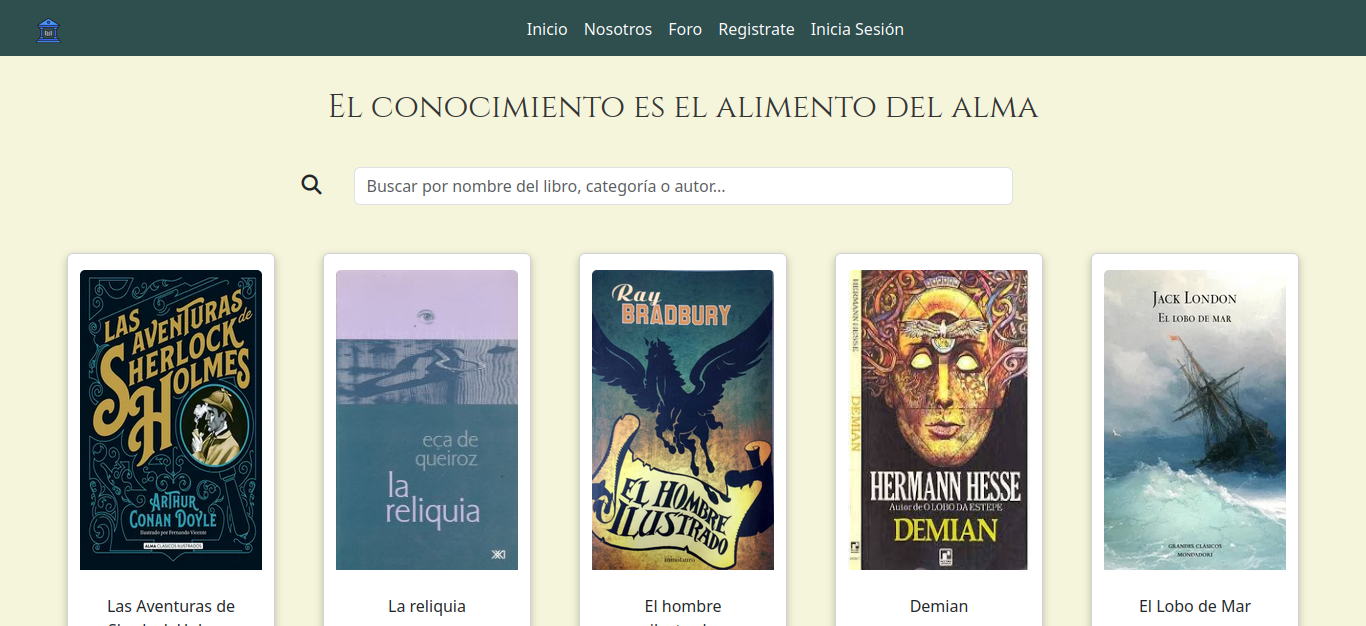 Inicio Nosotros Foro Registrate Inicia Sesión
El conocimiento es el alimento del alma
Buscar por nombre del libro, categoría o autor...
LAS
AVENTURAS de
SHERLOCK
HOLMES
ARTHUR
CONAN DOYLE
Ilustrado por Fernando Vicente
ALMA CLÁSICOS ILUSTRADOS
eca de
queiroz
la
reliquia
Ray
BRADBURY
EL HOMBRE
ILUSTRADO
minotauro
HERMANN HESSE
DEMIAN
HERMANN HESSE
Autor de O LOBO DA ESTEPE
DEMIAN
JACK LONDON
EL LOBO DE MAR
GRANDES CLÁSICOS
MONDADORI
Las Aventuras de
La reliquia
El hombre
Demian
El Lobo de Mar